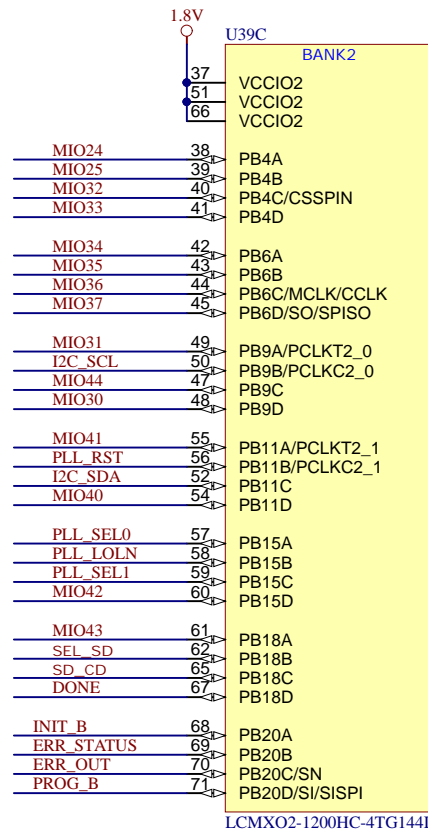 1.8V
U39C
BANK2
37 VCCIO2
51 VCCIO2
66 VCCIO2
MIO24 38 PB4A
MIO25 39 PB4B
MIO32 40 PB4C/CSSPIN
MIO33 41 PB4D
MIO34 42 PB6A
MIO35 43 PB6B
MIO36 44 PB6C/MCLK/CCLK
MIO37 45 PB6D/SO/SPISO
MIO31 49 PB9A/PCLKT2_0
I2C_SCL 50 PB9B/PCLKC2_0
MIO44 47 PB9C
MIO30 48 PB9D
MIO41 55 PB11A/PCLKT2_1
PLL_RST 56 PB11B/PCLKC2_1
I2C_SDA 52 PB11C
MIO40 54 PB11D
PLL_SEL0 57 PB15A
PLL_LOLN 58 PB15B
PLL_SEL1 59 PB15C
MIO42 60 PB15D
MIO43 61 PB18A
SEL_SD 62 PB18B
SD_CD 65 PB18C
DONE 67 PB18D
INIT_B 68 PB20A
ERR_STATUS 69 PB20B
ERR_OUT 70 PB20C/SN
PROG_B 71 PB20D/SI/SISPI